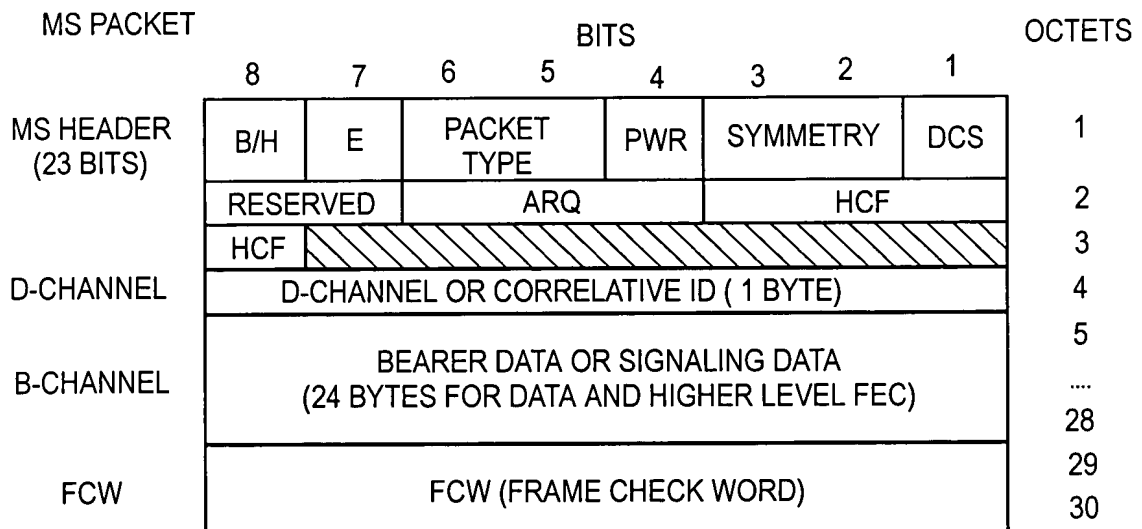 MS PACKET
BITS
OCTETS
8 7 6 5 4 3 2 1
MS HEADER
(23 BITS)
B/H E PACKET TYPE PWR SYMMETRY DCS 1
RESERVED ARQ HCF 2
HCF 3
D-CHANNEL D-CHANNEL OR CORRELATIVE ID ( 1 BYTE) 4
B-CHANNEL
BEARER DATA OR SIGNALING DATA
(24 BYTES FOR DATA AND HIGHER LEVEL FEC)
5
....
28
FCW FCW (FRAME CHECK WORD)
29
30